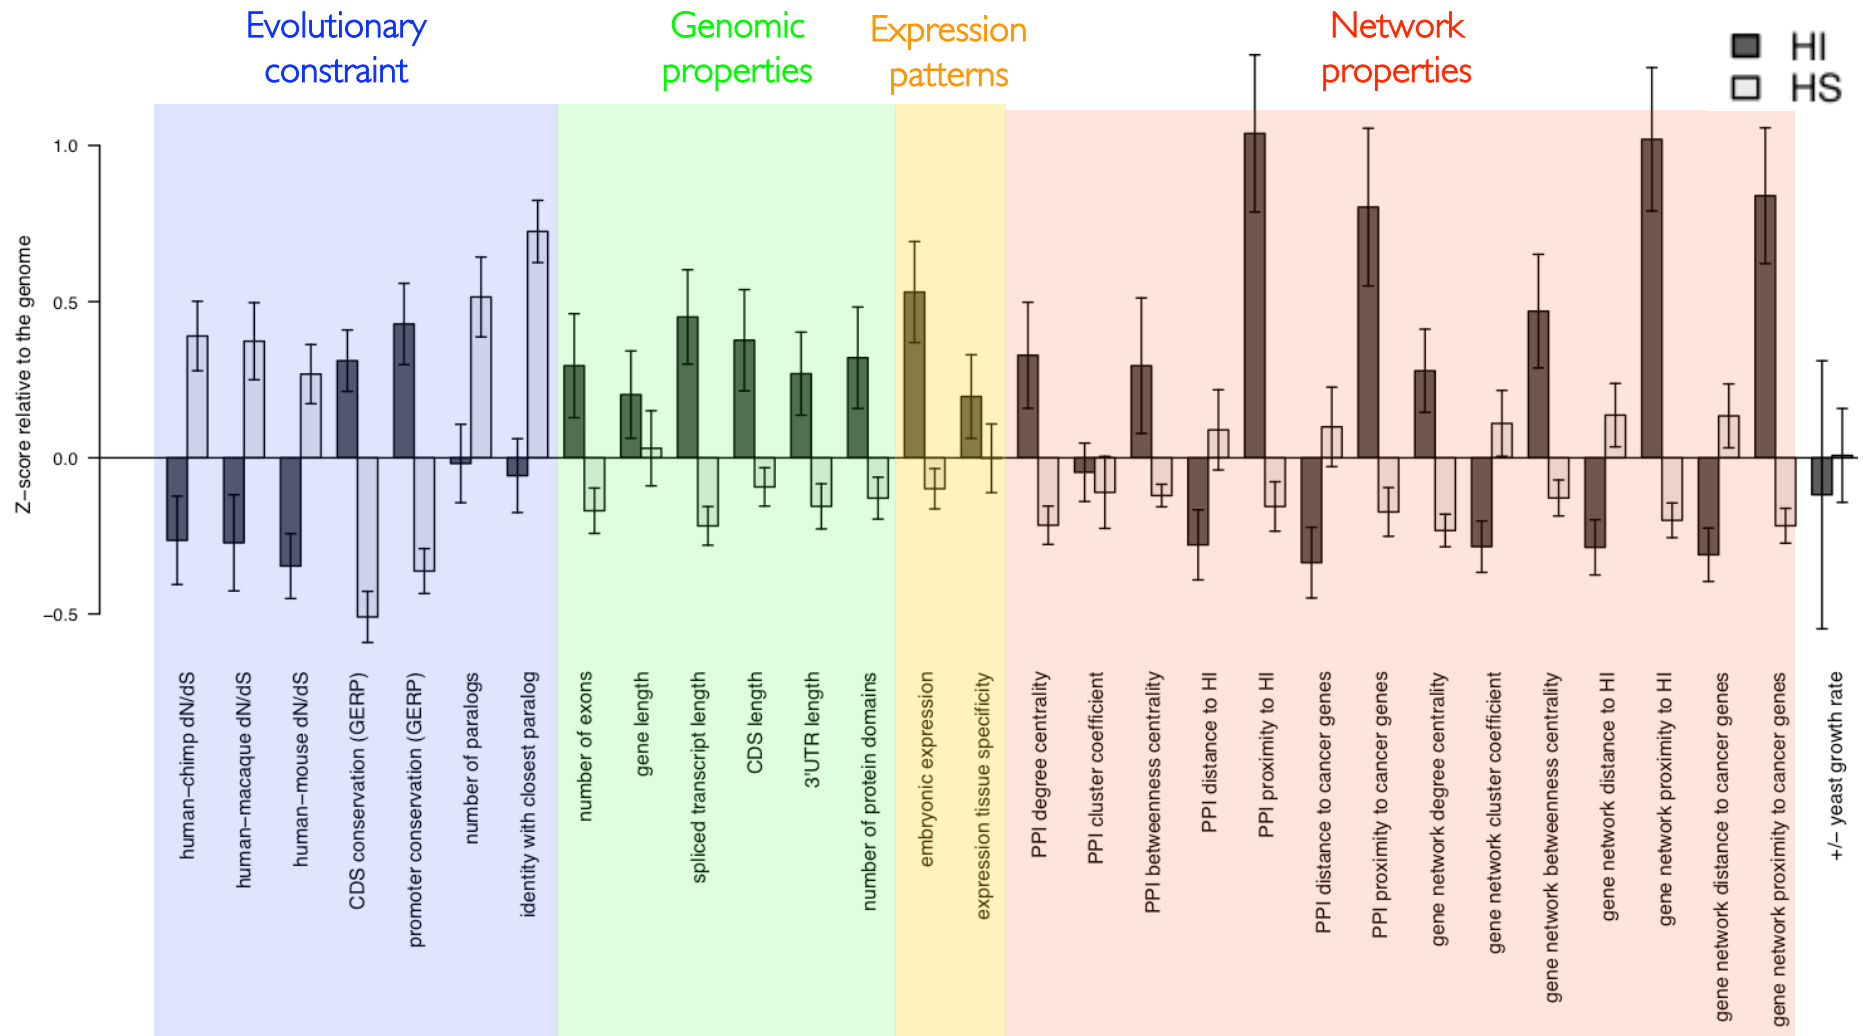 Evolutionary
constraint
Genomic
properties
Expression
patterns
Network
properties
HI
HS
Z−score relative to the genome
1.0
0.5
0.0
−0.5
human−chimp dN/dS
human−macaque dN/dS
human−mouse dN/dS
CDS conservation (GERP)
promoter conservation (GERP)
number of paralogs
identity with closest paralog
number of exons
gene length
spliced transcript length
CDS length
3'UTR length
number of protein domains
embryonic expression
expression tissue specificity
PPI degree centrality
PPI cluster coefficient
PPI betweenness centrality
PPI distance to HI
PPI proximity to HI
PPI distance to cancer genes
PPI proximity to cancer genes
gene network degree centrality
gene network cluster coefficient
gene network betweenness centrality
gene network distance to HI
gene network proximity to HI
gene network distance to cancer genes
gene network proximity to cancer genes
+/− yeast growth rate